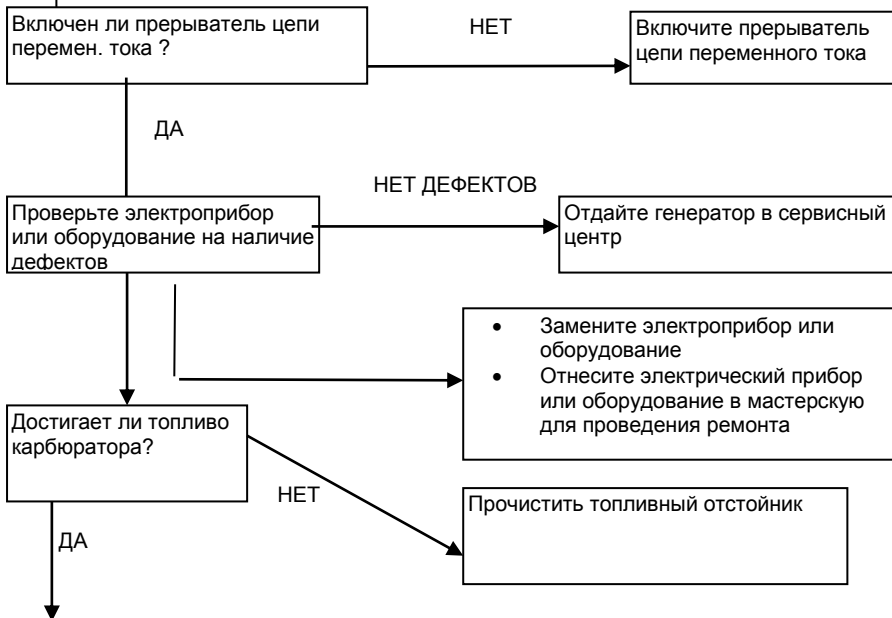 Включен ли прерыватель цепи
перемен. тока ?
НЕТ
Включите прерыватель
цепи переменного тока
ДА
Проверьте электроприбор
или оборудование на наличие
дефектов
НЕТ ДЕФЕКТОВ
Отдайте генератор в сервисный
центр
• Замените электроприбор или
оборудование
• Отнесите электрический прибор
или оборудование в мастерскую
для проведения ремонта
Достигает ли топливо
карбюратора?
НЕТ
Прочистить топливный отстойник
ДА